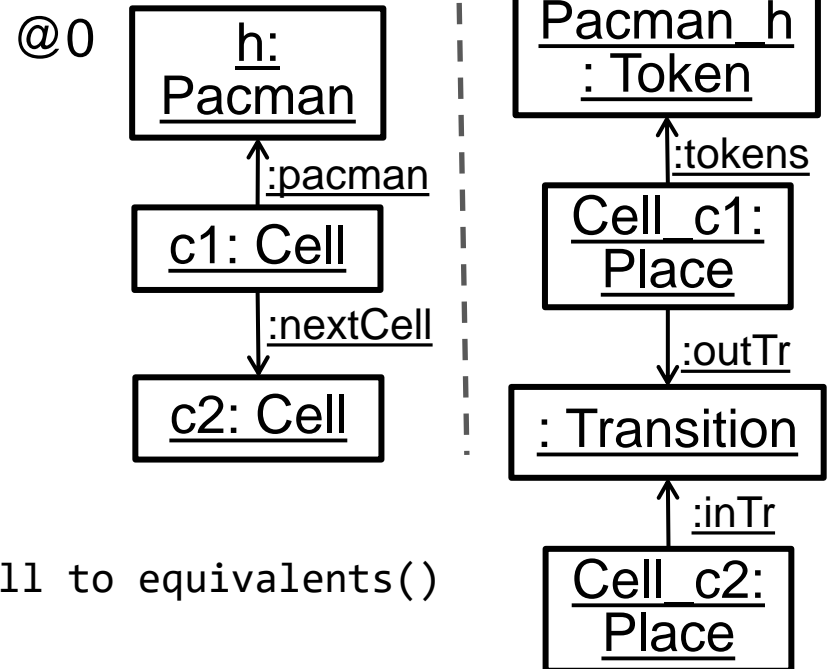 @0
h:
Pacman
:pacman
c1: Cell
:nextCell
c2: Cell
ll to equivalents()
Pacman_h
: Token
:tokens
Cell_c1:
Place
:outTr
: Transition
:inTr
Cell_c2:
Place